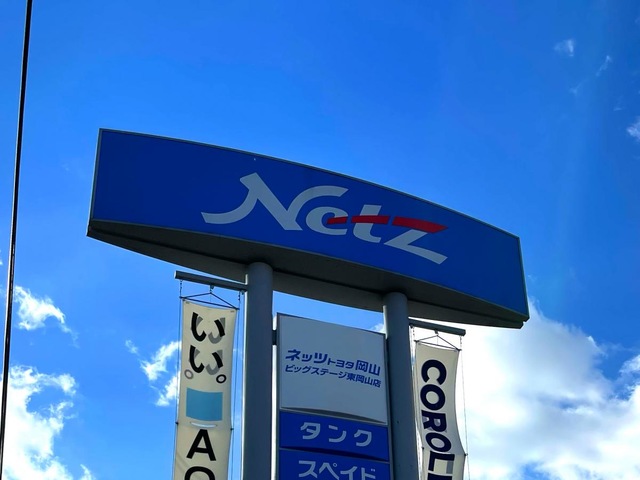 Netz
いい。
AO
ネッツトヨタ岡山
ビッグステージ東岡山店
タンク
スペイド
COROL